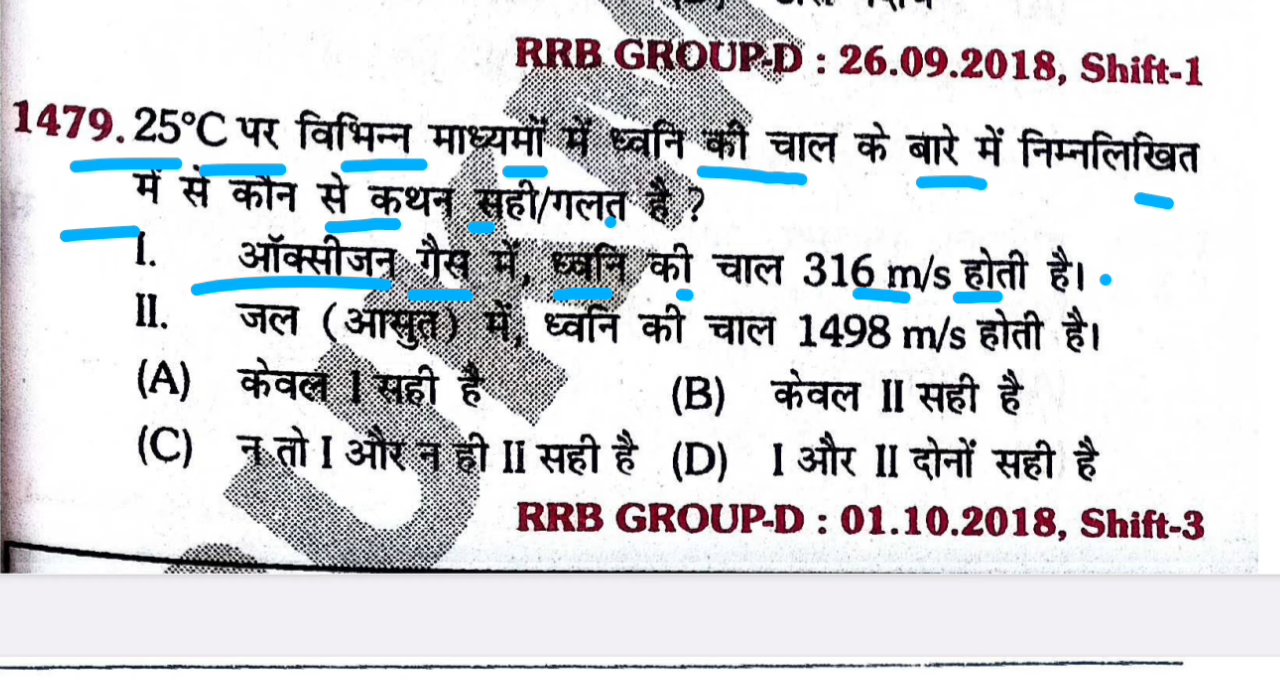 RRB GROUP-D : 26.09.2018, Shift-1
1479. 25°C पर विभिन्न माध्यमों में ध्वनि की चाल के बारे में निम्नलिखित
में से कौन से कथन सही/गलत है ?
I. ऑक्सीजन गैस में, ध्वनि की चाल 316 m/s होती है।
II. जल (आसुत) में, ध्वनि की चाल 1498 m/s होती है।
(A) केवल I सही है (B) केवल II सही है
(C) न तो I और न ही II सही है (D) I और II दोनों सही है
RRB GROUP-D : 01.10.2018, Shift-3